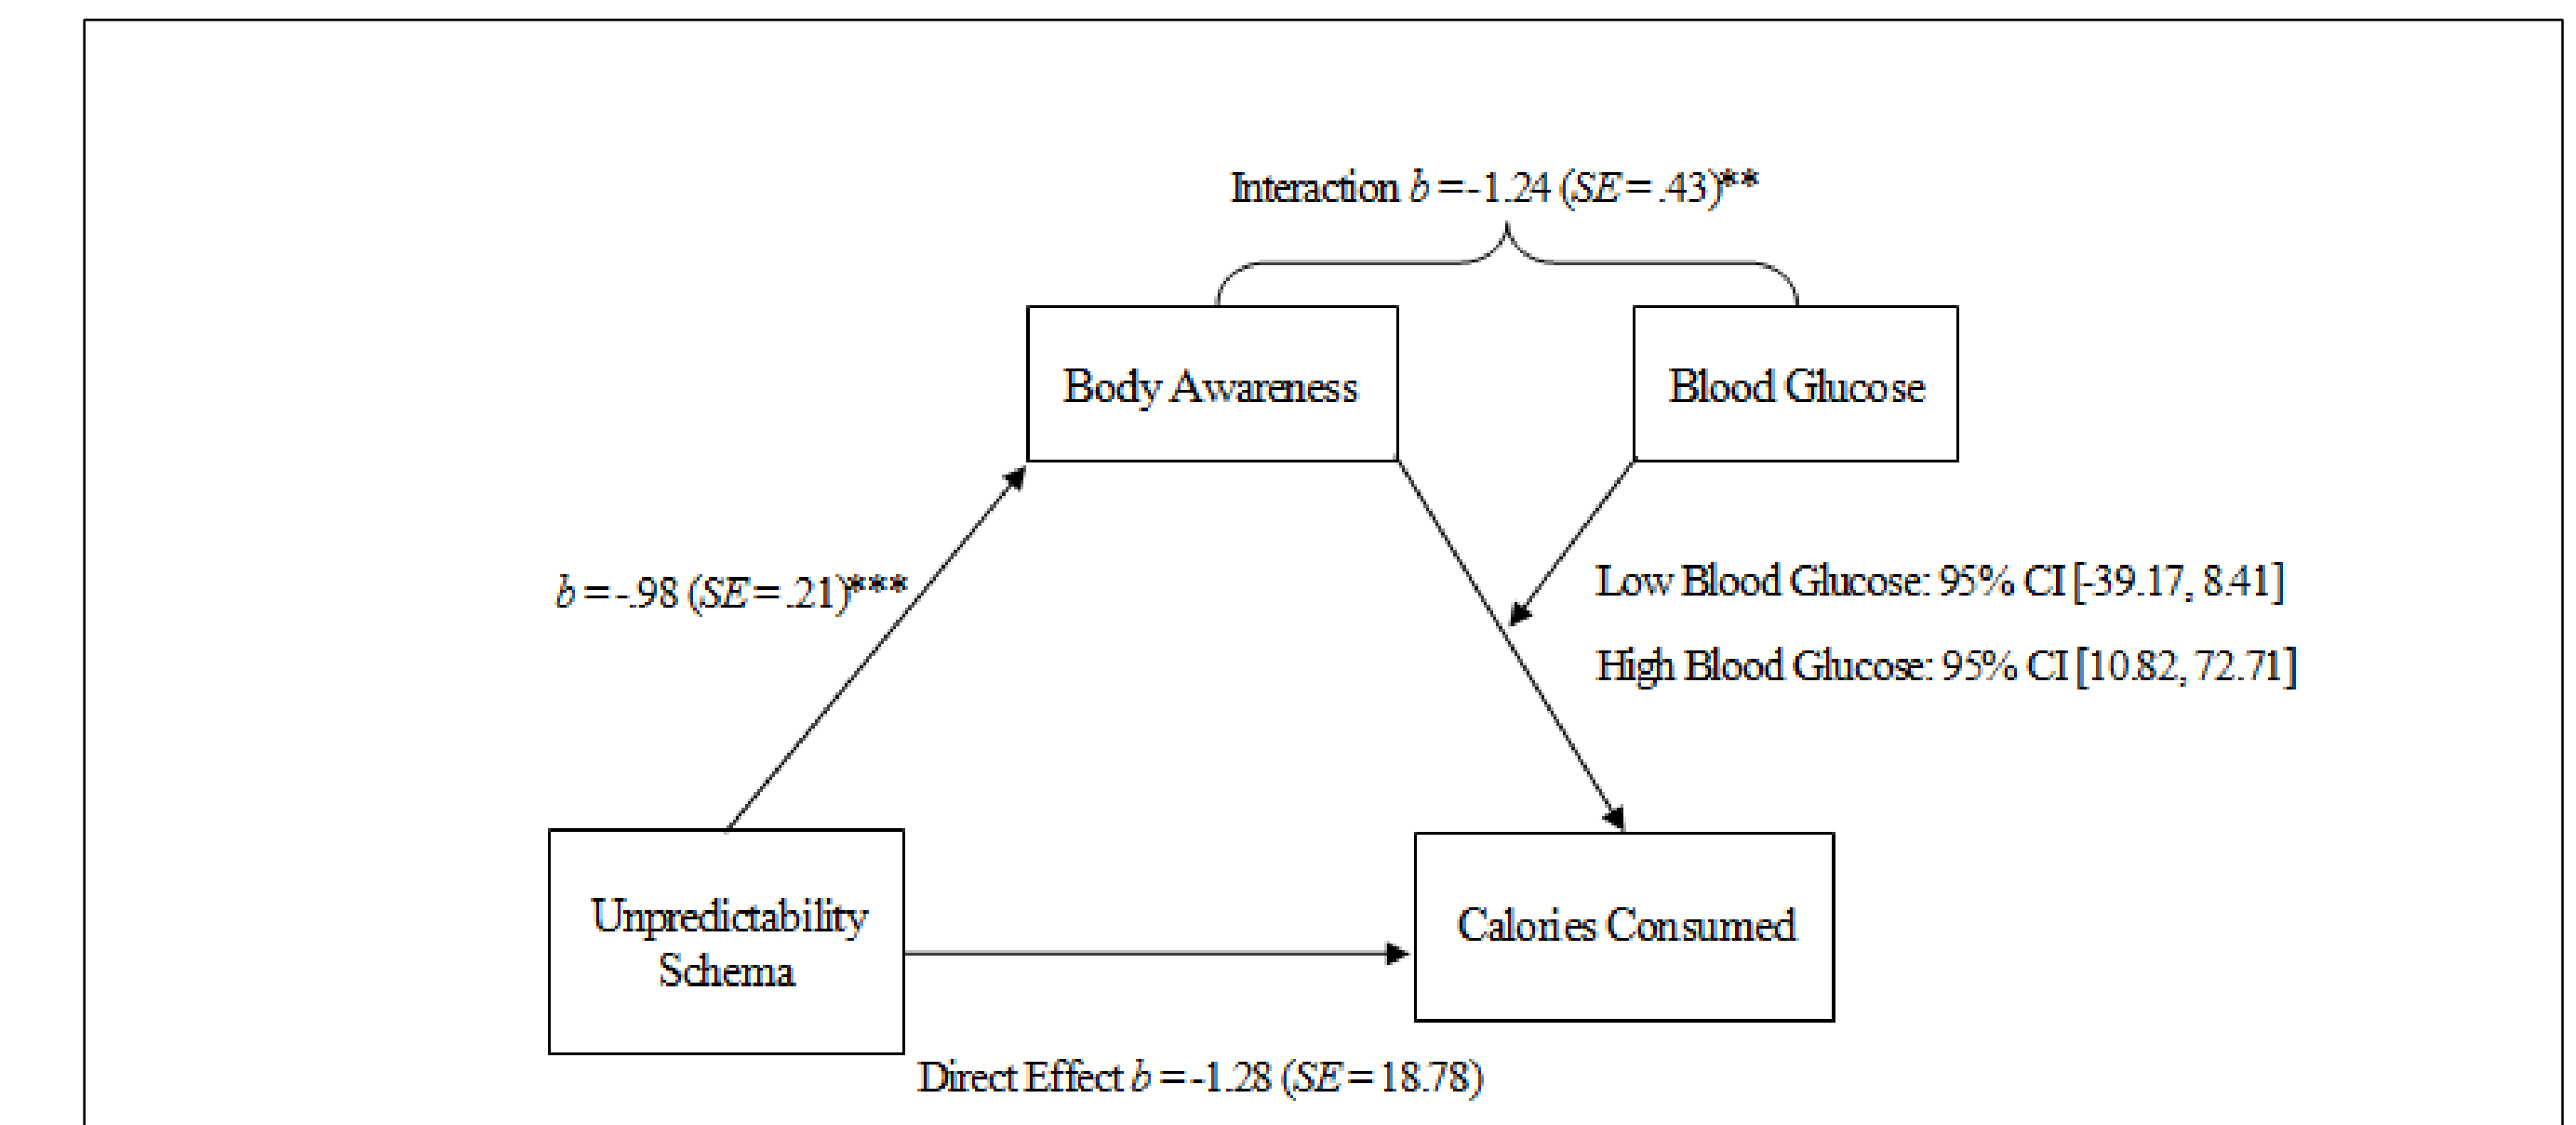 Interaction b = -1.24 (SE = .43)**
Body Awareness
Blood Glucose
b = -.98 (SE = .21)***
Low Blood Glucose: 95% CI [-39.17, 8.41]
High Blood Glucose: 95% CI [10.82, 72.71]
Unpredictability
Schema
Calories Consumed
Direct Effect b = -1.28 (SE = 18.78)